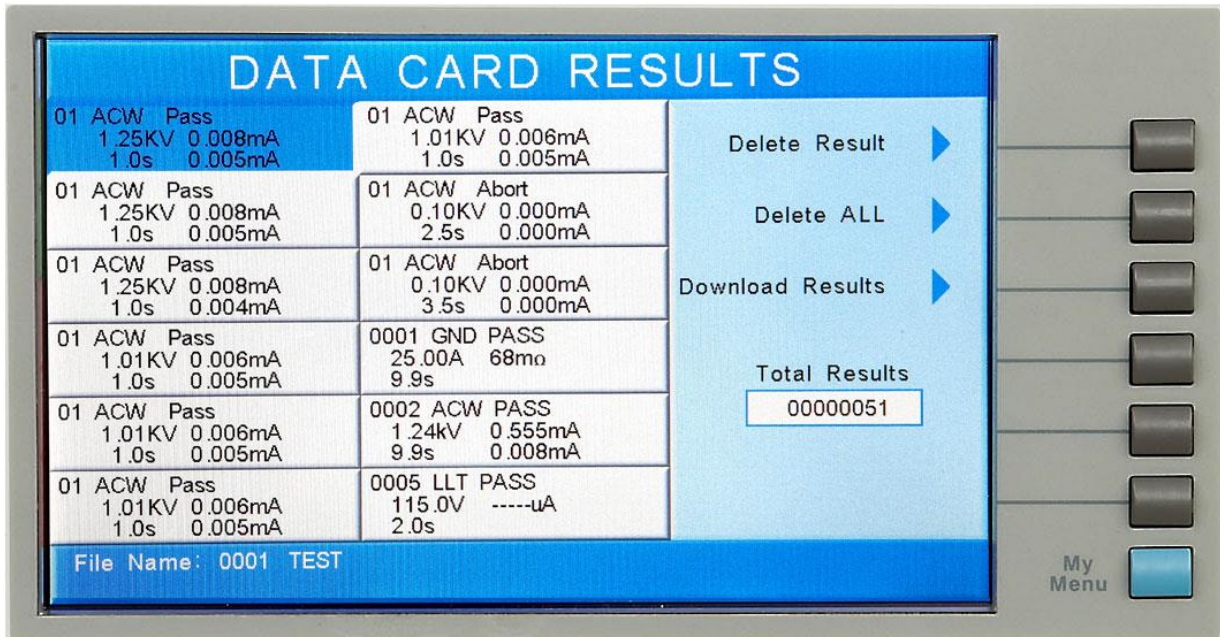 DATA CARD RESULTS
01 ACW Pass
1.25KV 0.008mA
1.0s 0.005mA
01 ACW Pass
1.25KV 0.008mA
1.0s 0.005mA
01 ACW Pass
1.25KV 0.008mA
1.0s 0.004mA
01 ACW Pass
1.01KV 0.006mA
1.0s 0.005mA
01 ACW Pass
1.01KV 0.006mA
1.0s 0.005mA
01 ACW Pass
1.01KV 0.006mA
1.0s 0.005mA
01 ACW Pass
1.01KV 0.006mA
1.0s 0.005mA
01 ACW Abort
0.10KV 0.000mA
2.5s 0.000mA
01 ACW Abort
0.10KV 0.000mA
3.5s 0.000mA
0001 GND PASS
25.00A 68mΩ
9.9s
0002 ACW PASS
1.24kV 0.555mA
9.9s 0.008mA
0005 LLT PASS
115.0V -----uA
2.0s
Delete Result
Delete ALL
Download Results
Total Results
00000051
File Name: 0001 TEST
My
Menu